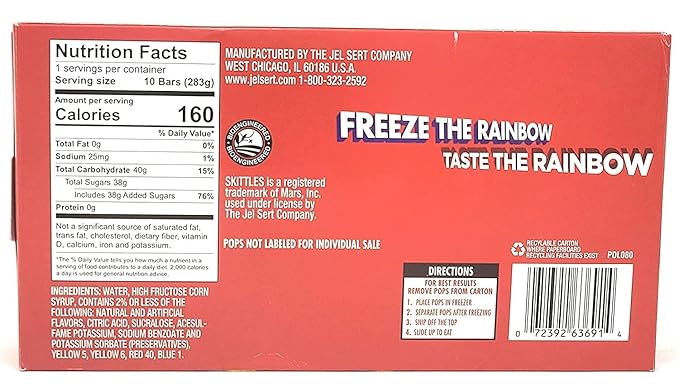 Nutrition Facts
1 servings per container
Serving size 10 Bars (283g)
Amount per serving
Calories 160
% Daily Value*
Total Fat 0g 0%
Sodium 25mg 1%
Total Carbohydrate 40g 15%
Total Sugars 38g
Includes 38g Added Sugars 76%
Protein 0g
Not a significant source of saturated fat,
trans fat, cholesterol, dietary fiber, vitamin
D, calcium, iron and potassium.
*The % Daily Value tells you how much a nutrient in a
serving of food contributes to a daily diet. 2,000 calories
a day is used for general nutrition advice.
INGREDIENTS: WATER, HIGH FRUCTOSE CORN
SYRUP, CONTAINS 2% OR LESS OF THE
FOLLOWING: NATURAL AND ARTIFICIAL
FLAVORS, CITRIC ACID, SUCRALOSE, ACESUL-
FAME POTASSIUM, SODIUM BENZOATE AND
POTASSIUM SORBATE (PRESERVATIVES),
YELLOW 5, YELLOW 6, RED 40, BLUE 1.
MANUFACTURED BY THE JEL SERT COMPANY
WEST CHICAGO, IL 60186 U.S.A.
www.jelsert.com 1-800-323-2592
BIOENGINEERED
BIOENGINEERED
SKITTLES is a registered
trademark of Mars, Inc.
used under license by
The Jel Sert Company.
POPS NOT LABELED FOR INDIVIDUAL SALE
FREEZE THE RAINBOW
TASTE THE RAINBOW
RECYLABLE CARTON
WHERE PAPERBOARD
RECYCLING FACILITIES EXIST PDL080
DIRECTIONS
FOR BEST RESULTS
REMOVE POPS FROM CARTON
1. PLACE POPS IN FREEZER
2. SEPARATE POPS AFTER FREEZING
3. SNIP OFF THE TOP
4. SLIDE UP TO EAT
0 72392 63691 4